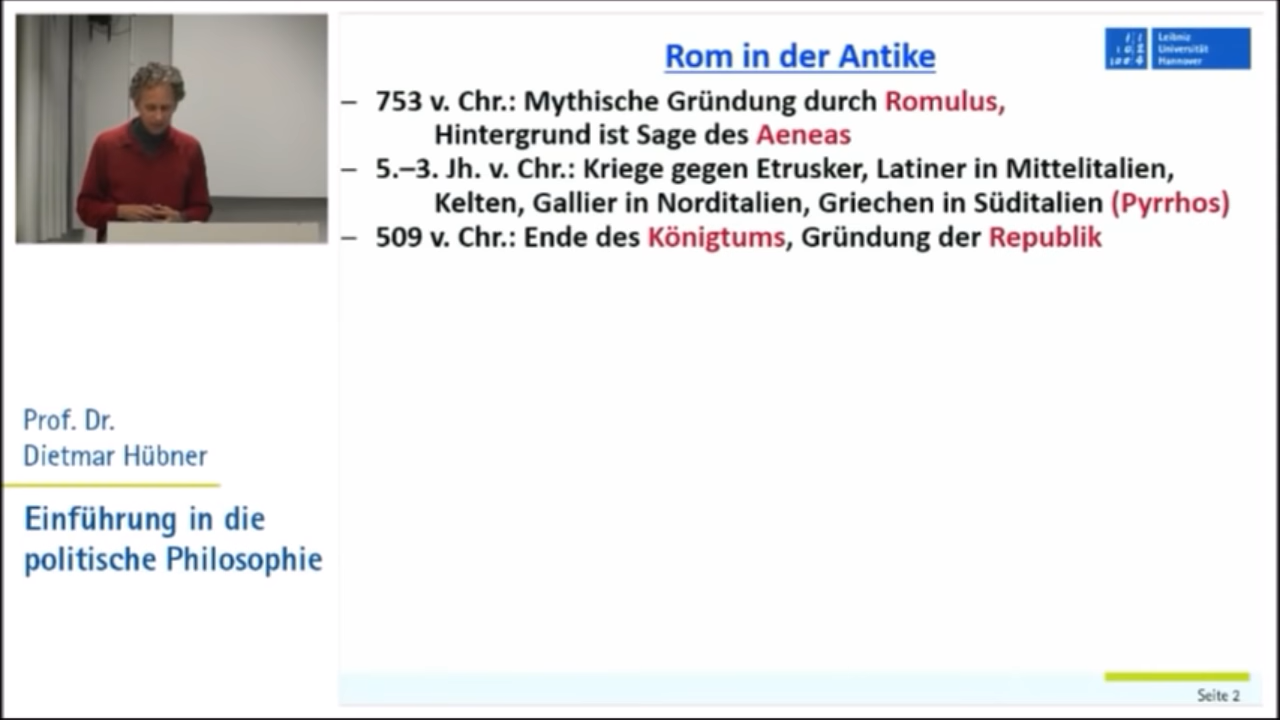 Rom in der Antike
Leibniz
Universität
Hannover
– 753 v. Chr.: Mythische Gründung durch Romulus,
Hintergrund ist Sage des Aeneas
– 5.–3. Jh. v. Chr.: Kriege gegen Etrusker, Latiner in Mittelitalien,
Kelten, Gallier in Norditalien, Griechen in Süditalien (Pyrrhos)
– 509 v. Chr.: Ende des Königtums, Gründung der Republik
Prof. Dr.
Dietmar Hübner
Einführung in die
politische Philosophie
Seite 2